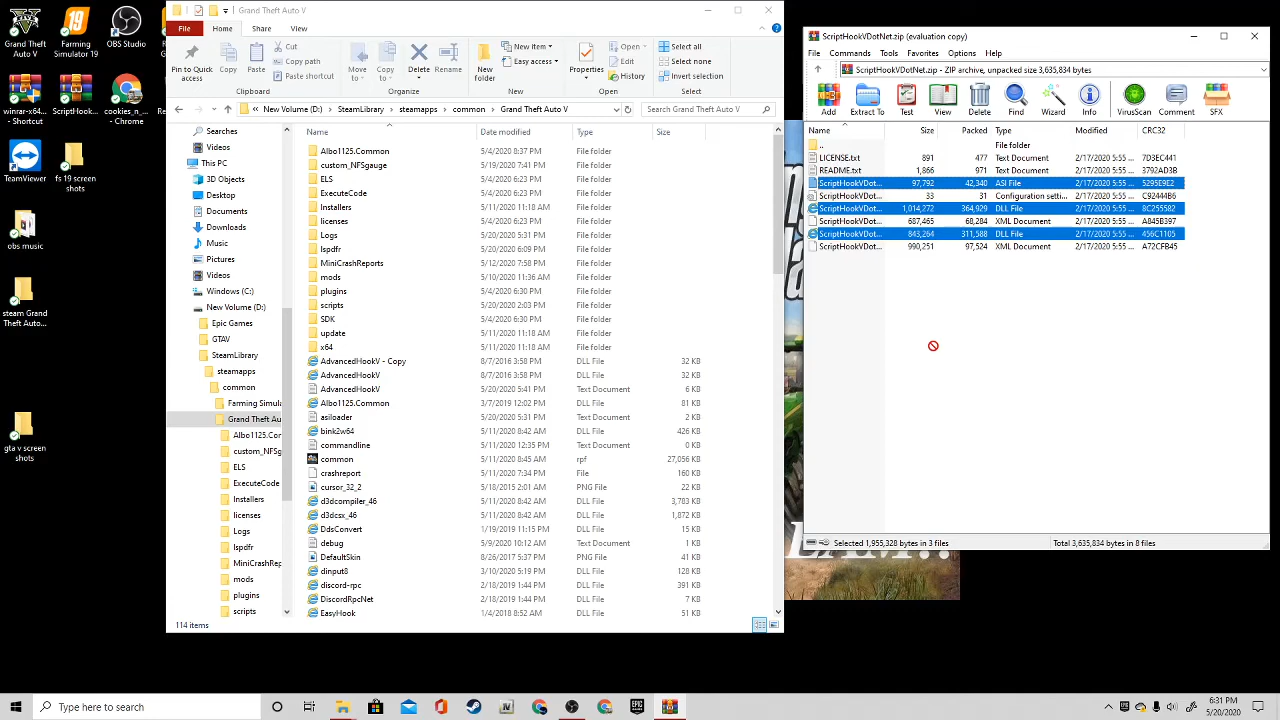 Grand Theft Auto V
Farming Simulator 19
OBS Studio
winrar-x64... - Shortcut
ScriptHook...
cookies_n_... - Chrome
TeamViewer
fs 19 screen shots
obs music
steam Grand Theft Auto...
gta v screen shots
Grand Theft Auto V
File Home Share View
Pin to Quick access
Copy
Paste
Cut
Copy path
Paste shortcut
Move to
Copy to
Delete
Rename
New folder
New item
Easy access
Properties
Open
Edit
History
Select all
Select none
Invert selection
Clipboard
Organize
New
Open
Select
New Volume (D:) > SteamLibrary > steamapps > common > Grand Theft Auto V
Search Grand Theft Auto V
Searches
Videos
This PC
3D Objects
Desktop
Documents
Downloads
Music
Pictures
Videos
Windows (C:)
New Volume (D:)
Epic Games
GTAV
SteamLibrary
steamapps
common
Farming Simula
Grand Theft Au
Albo1125.Cor
custom_NFSg
ELS
ExecuteCode
Installers
licenses
Logs
lspdfr
MiniCrashRep
mods
plugins
scripts
Name Date modified Type Size
Albo1125.Common 5/4/2020 8:37 PM File folder
custom_NFSgauge 5/19/2020 7:41 PM File folder
ELS 5/4/2020 6:23 PM File folder
ExecuteCode 5/4/2020 6:23 PM File folder
Installers 5/11/2020 11:18 AM File folder
licenses 5/4/2020 6:23 PM File folder
Logs 5/20/2020 5:31 PM File folder
lspdfr 5/20/2020 6:09 PM File folder
MiniCrashReports 5/12/2020 7:58 PM File folder
mods 5/10/2020 11:36 AM File folder
plugins 5/4/2020 6:30 PM File folder
scripts 5/20/2020 2:03 PM File folder
SDK 5/4/2020 6:30 PM File folder
update 5/11/2020 11:18 AM File folder
x64 5/11/2020 11:18 AM File folder
AdvancedHookV - Copy 8/7/2016 3:58 PM DLL File 32 KB
AdvancedHookV 8/7/2016 3:58 PM DLL File 32 KB
AdvancedHookV 5/20/2020 5:41 PM Text Document 6 KB
Albo1125.Common 3/7/2019 12:02 PM DLL File 81 KB
asiloader 5/20/2020 5:31 PM Text Document 2 KB
bink2w64 5/11/2020 8:42 AM DLL File 426 KB
commandline 5/11/2020 12:35 PM Text Document 0 KB
common 5/11/2020 8:45 AM rpf 27,056 KB
crashreport 5/11/2020 7:34 PM File 160 KB
cursor_32_2 5/18/2015 2:01 AM PNG File 22 KB
d3dcompiler_46 5/11/2020 8:42 AM DLL File 3,783 KB
d3dcsx_46 5/11/2020 8:42 AM DLL File 1,872 KB
DdsConvert 1/19/2019 11:15 PM DLL File 15 KB
debug 5/9/2020 10:12 AM Text Document 1 KB
DefaultSkin 8/26/2017 5:37 PM PNG File 41 KB
dinput8 3/10/2020 5:19 PM DLL File 128 KB
discord-rpc 2/18/2019 1:44 PM DLL File 391 KB
DiscordRpcNet 2/18/2019 1:44 PM DLL File 7 KB
EasyHook 1/4/2018 8:52 AM DLL File 51 KB
114 items
ScriptHookVDotNet.zip (evaluation copy)
File Commands Tools Favorites Options Help
ScriptHookVDotNet.zip - ZIP archive, unpacked size 3,635,834 bytes
Add Extract To Test View Delete Find Wizard Info VirusScan Comment SFX
Name Size Packed Type Modified CRC32
.. File folder
LICENSE.txt 891 477 Text Document 2/17/2020 5:55 ... 7D3EC441
README.txt 1,866 971 Text Document 2/17/2020 5:55 ... 3792AD3B
ScriptHookVDot... 97,792 42,340 ASI File 2/17/2020 5:55 ... 5295E9E2
ScriptHookVDot... 33 31 Configuration setti... 2/17/2020 5:55 ... C92444B6
ScriptHookVDot... 1,014,272 364,929 DLL File 2/17/2020 5:55 ... 8C255582
ScriptHookVDot... 687,465 68,284 XML Document 2/17/2020 5:55 ... A845B397
ScriptHookVDot... 843,264 311,588 DLL File 2/17/2020 5:55 ... 456C1105
ScriptHookVDot... 990,251 97,524 XML Document 2/17/2020 5:55 ... A72CFB45
Selected 1,955,328 bytes in 3 files
Total 3,635,834 bytes in 8 files
Type here to search
6:31 PM
5/20/2020